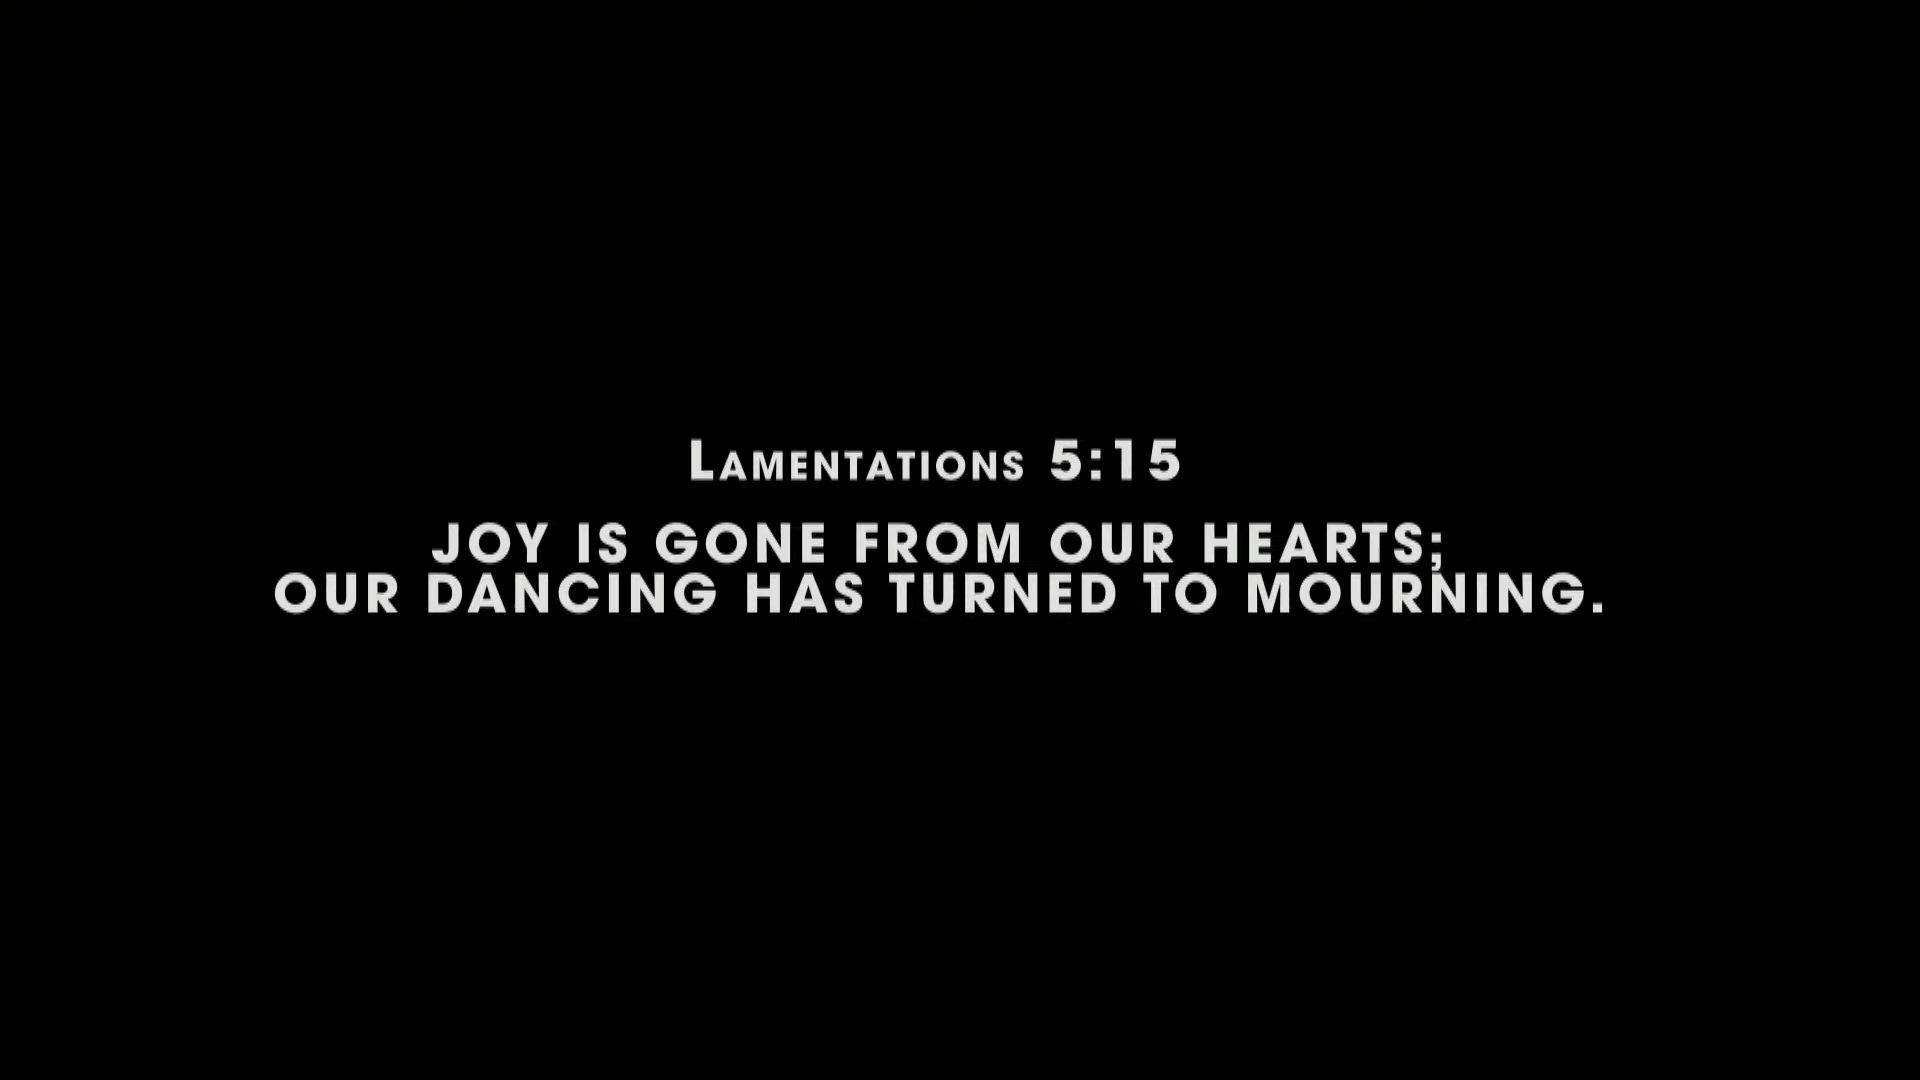 Lamentations 5:15
JOY IS GONE FROM OUR HEARTS;
OUR DANCING HAS TURNED TO MOURNING.